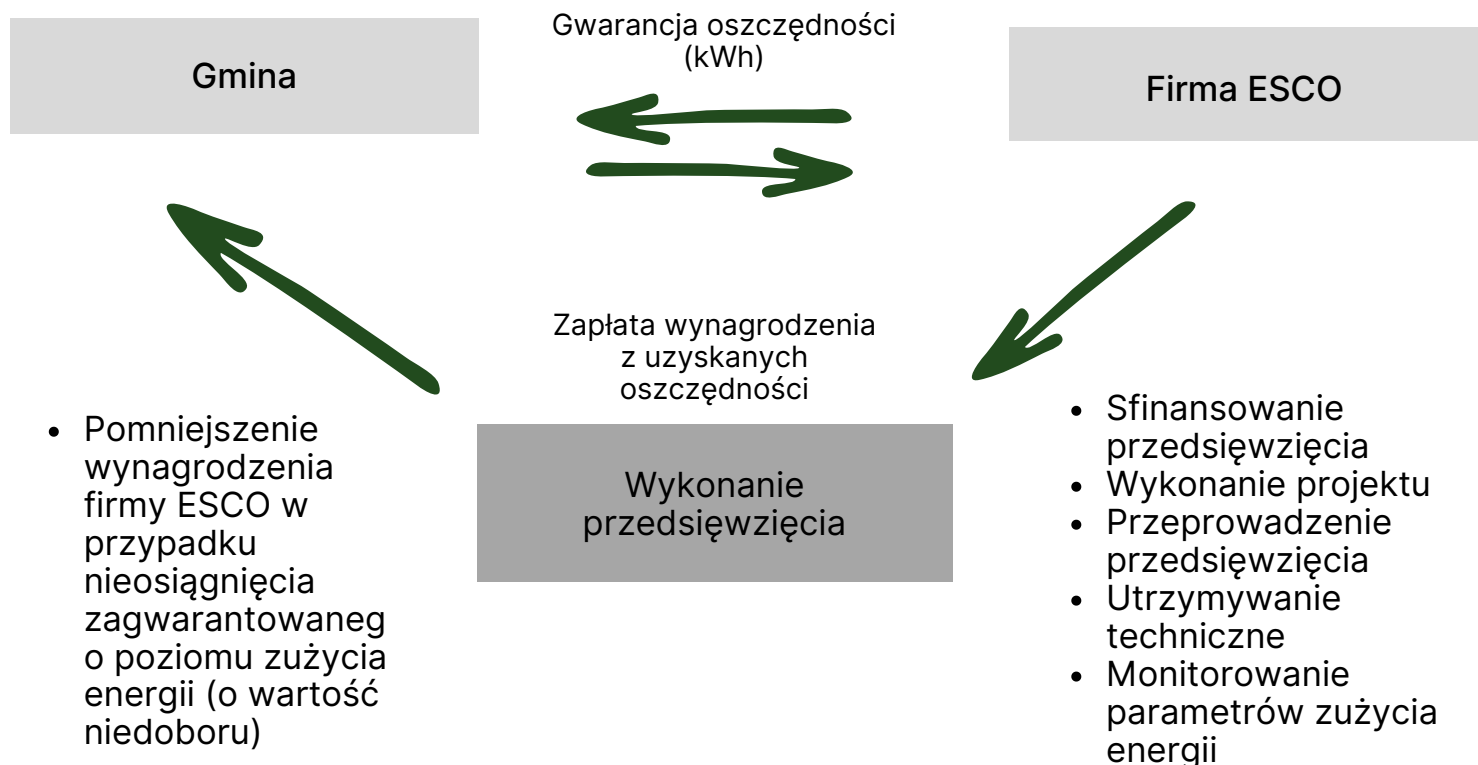 Gwarancja oszczędności
(kWh)
Gmina
Firma ESCO
Zapłata wynagrodzenia
z uzyskanych
oszczędności
Wykonanie
przedsięwzięcia
• Pomniejszenie
wynagrodzenia
firmy ESCO w
przypadku
nieosiągnięcia
zagwarantowaneg
o poziomu zużycia
energii (o wartość
niedoboru)
• Sfinansowanie
przedsięwzięcia
• Wykonanie projektu
• Przeprowadzenie
przedsięwzięcia
• Utrzymywanie
techniczne
• Monitorowanie
parametrów zużycia
energii